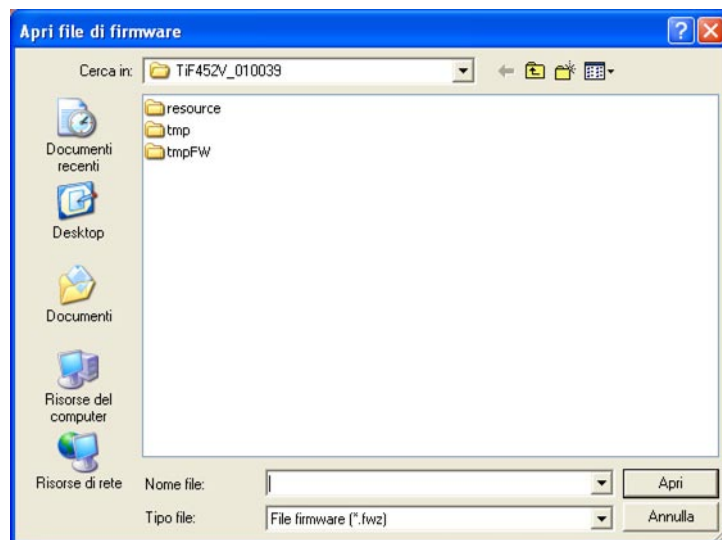 Apri file di firmware
Cerca in:
TiF452V_010039
resource
tmp
tmpFW
Documenti
recenti
Desktop
Documenti
Risorse del
computer
Risorse di rete
Nome file:
Apri
Tipo file:
File firmware (*.fwz)
Annulla